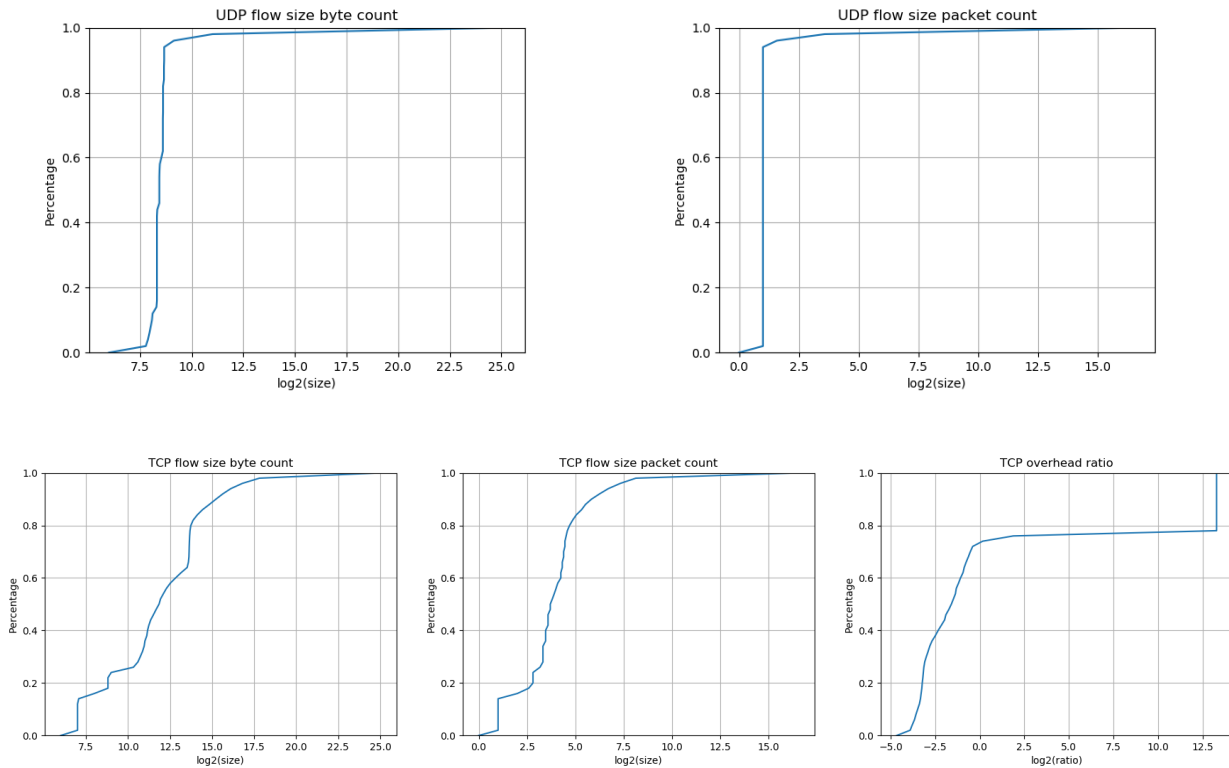 UDP flow size byte count
1.0
0.8
0.6
0.4
0.2
0.0
Percentage
7.5 10.0 12.5 15.0 17.5 20.0 22.5 25.0
log2(size)
UDP flow size packet count
1.0
0.8
0.6
0.4
0.2
0.0
Percentage
0.0 2.5 5.0 7.5 10.0 12.5 15.0
log2(size)
TCP flow size byte count
1.0
0.8
0.6
0.4
0.2
0.0
Percentage
7.5 10.0 12.5 15.0 17.5 20.0 22.5 25.0
log2(size)
TCP flow size packet count
1.0
0.8
0.6
0.4
0.2
0.0
Percentage
0.0 2.5 5.0 7.5 10.0 12.5 15.0
log2(size)
TCP overhead ratio
1.0
0.8
0.6
0.4
0.2
0.0
Percentage
−5.0 −2.5 0.0 2.5 5.0 7.5 10.0 12.5
log2(ratio)